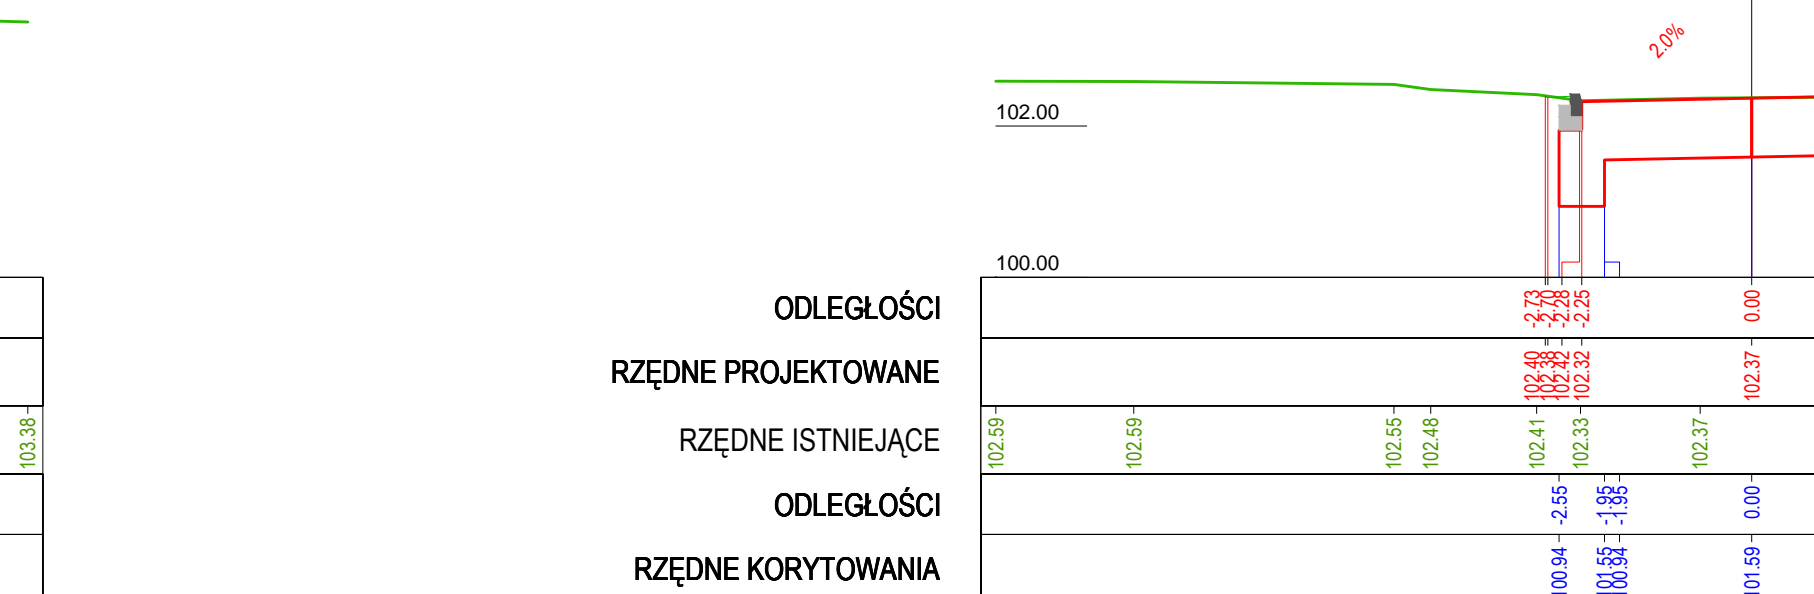 2.0%
102.00
100.00
ODLEGŁOŚCI
-2.73 -2.70 -2.28 -2.25 0.00
RZĘDNE PROJEKTOWANE
102.40 102.38 102.42 102.32 102.37
103.38
RZĘDNE ISTNIEJĄCE
102.59 102.59 102.55 102.48 102.41 102.33 102.37
ODLEGŁOŚCI
-2.55 -1.95 -1.95 0.00
RZĘDNE KORYTOWANIA
100.94 101.55 100.94 101.59